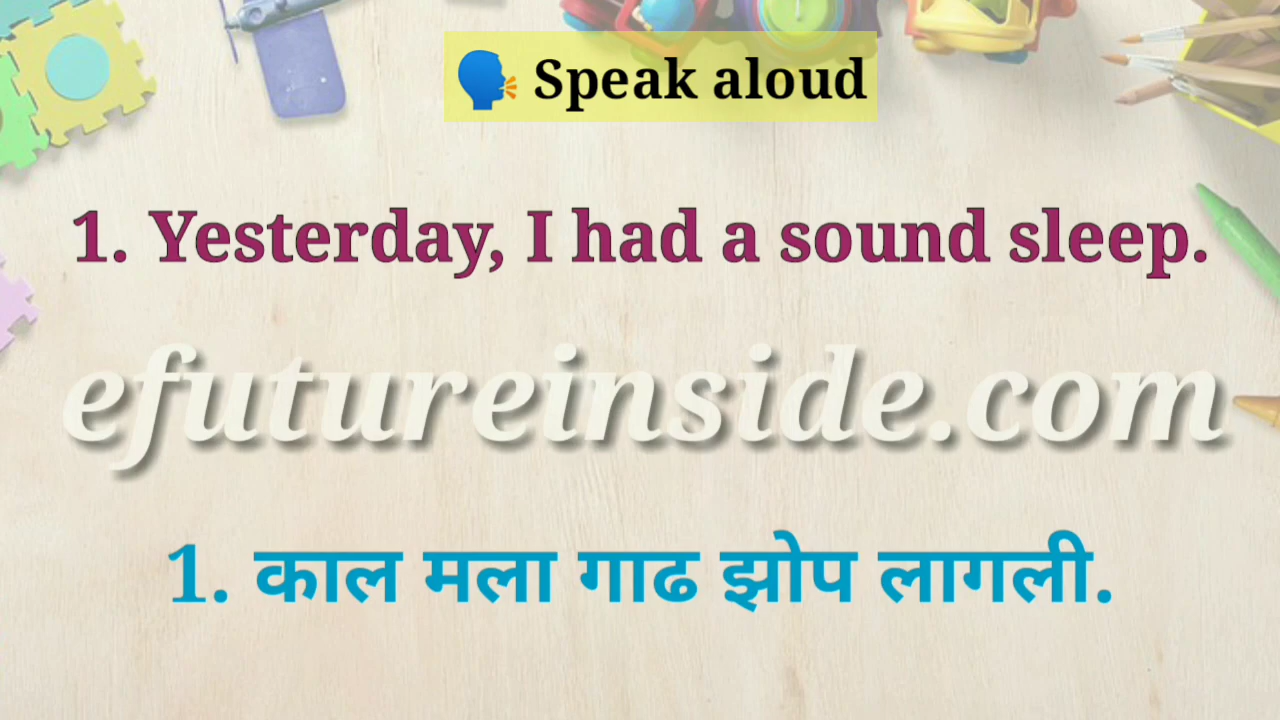 🗣 Speak aloud
1. Yesterday, I had a sound sleep.
efutureinside.com
1. काल मला गाढ झोप लागली.